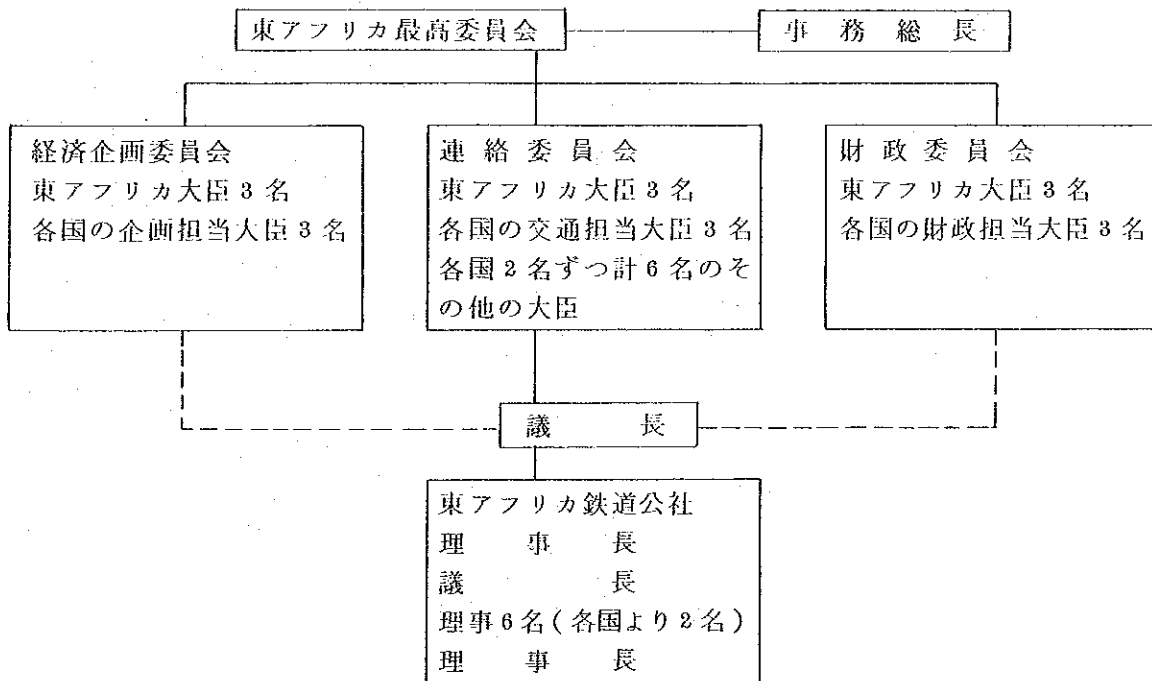 東アフリカ最高委員会
事務総長
経済企画委員会
東アフリカ大臣3名
各国の企画担当大臣3名
連絡委員会
東アフリカ大臣3名
各国の交通担当大臣3名
各国2名ずつ計6名のそ
の他の大臣
財政委員会
東アフリカ大臣3名
各国の財政担当大臣3名
議長
東アフリカ鉄道公社
理事長
議長
理事6名(各国より2名)
理事長